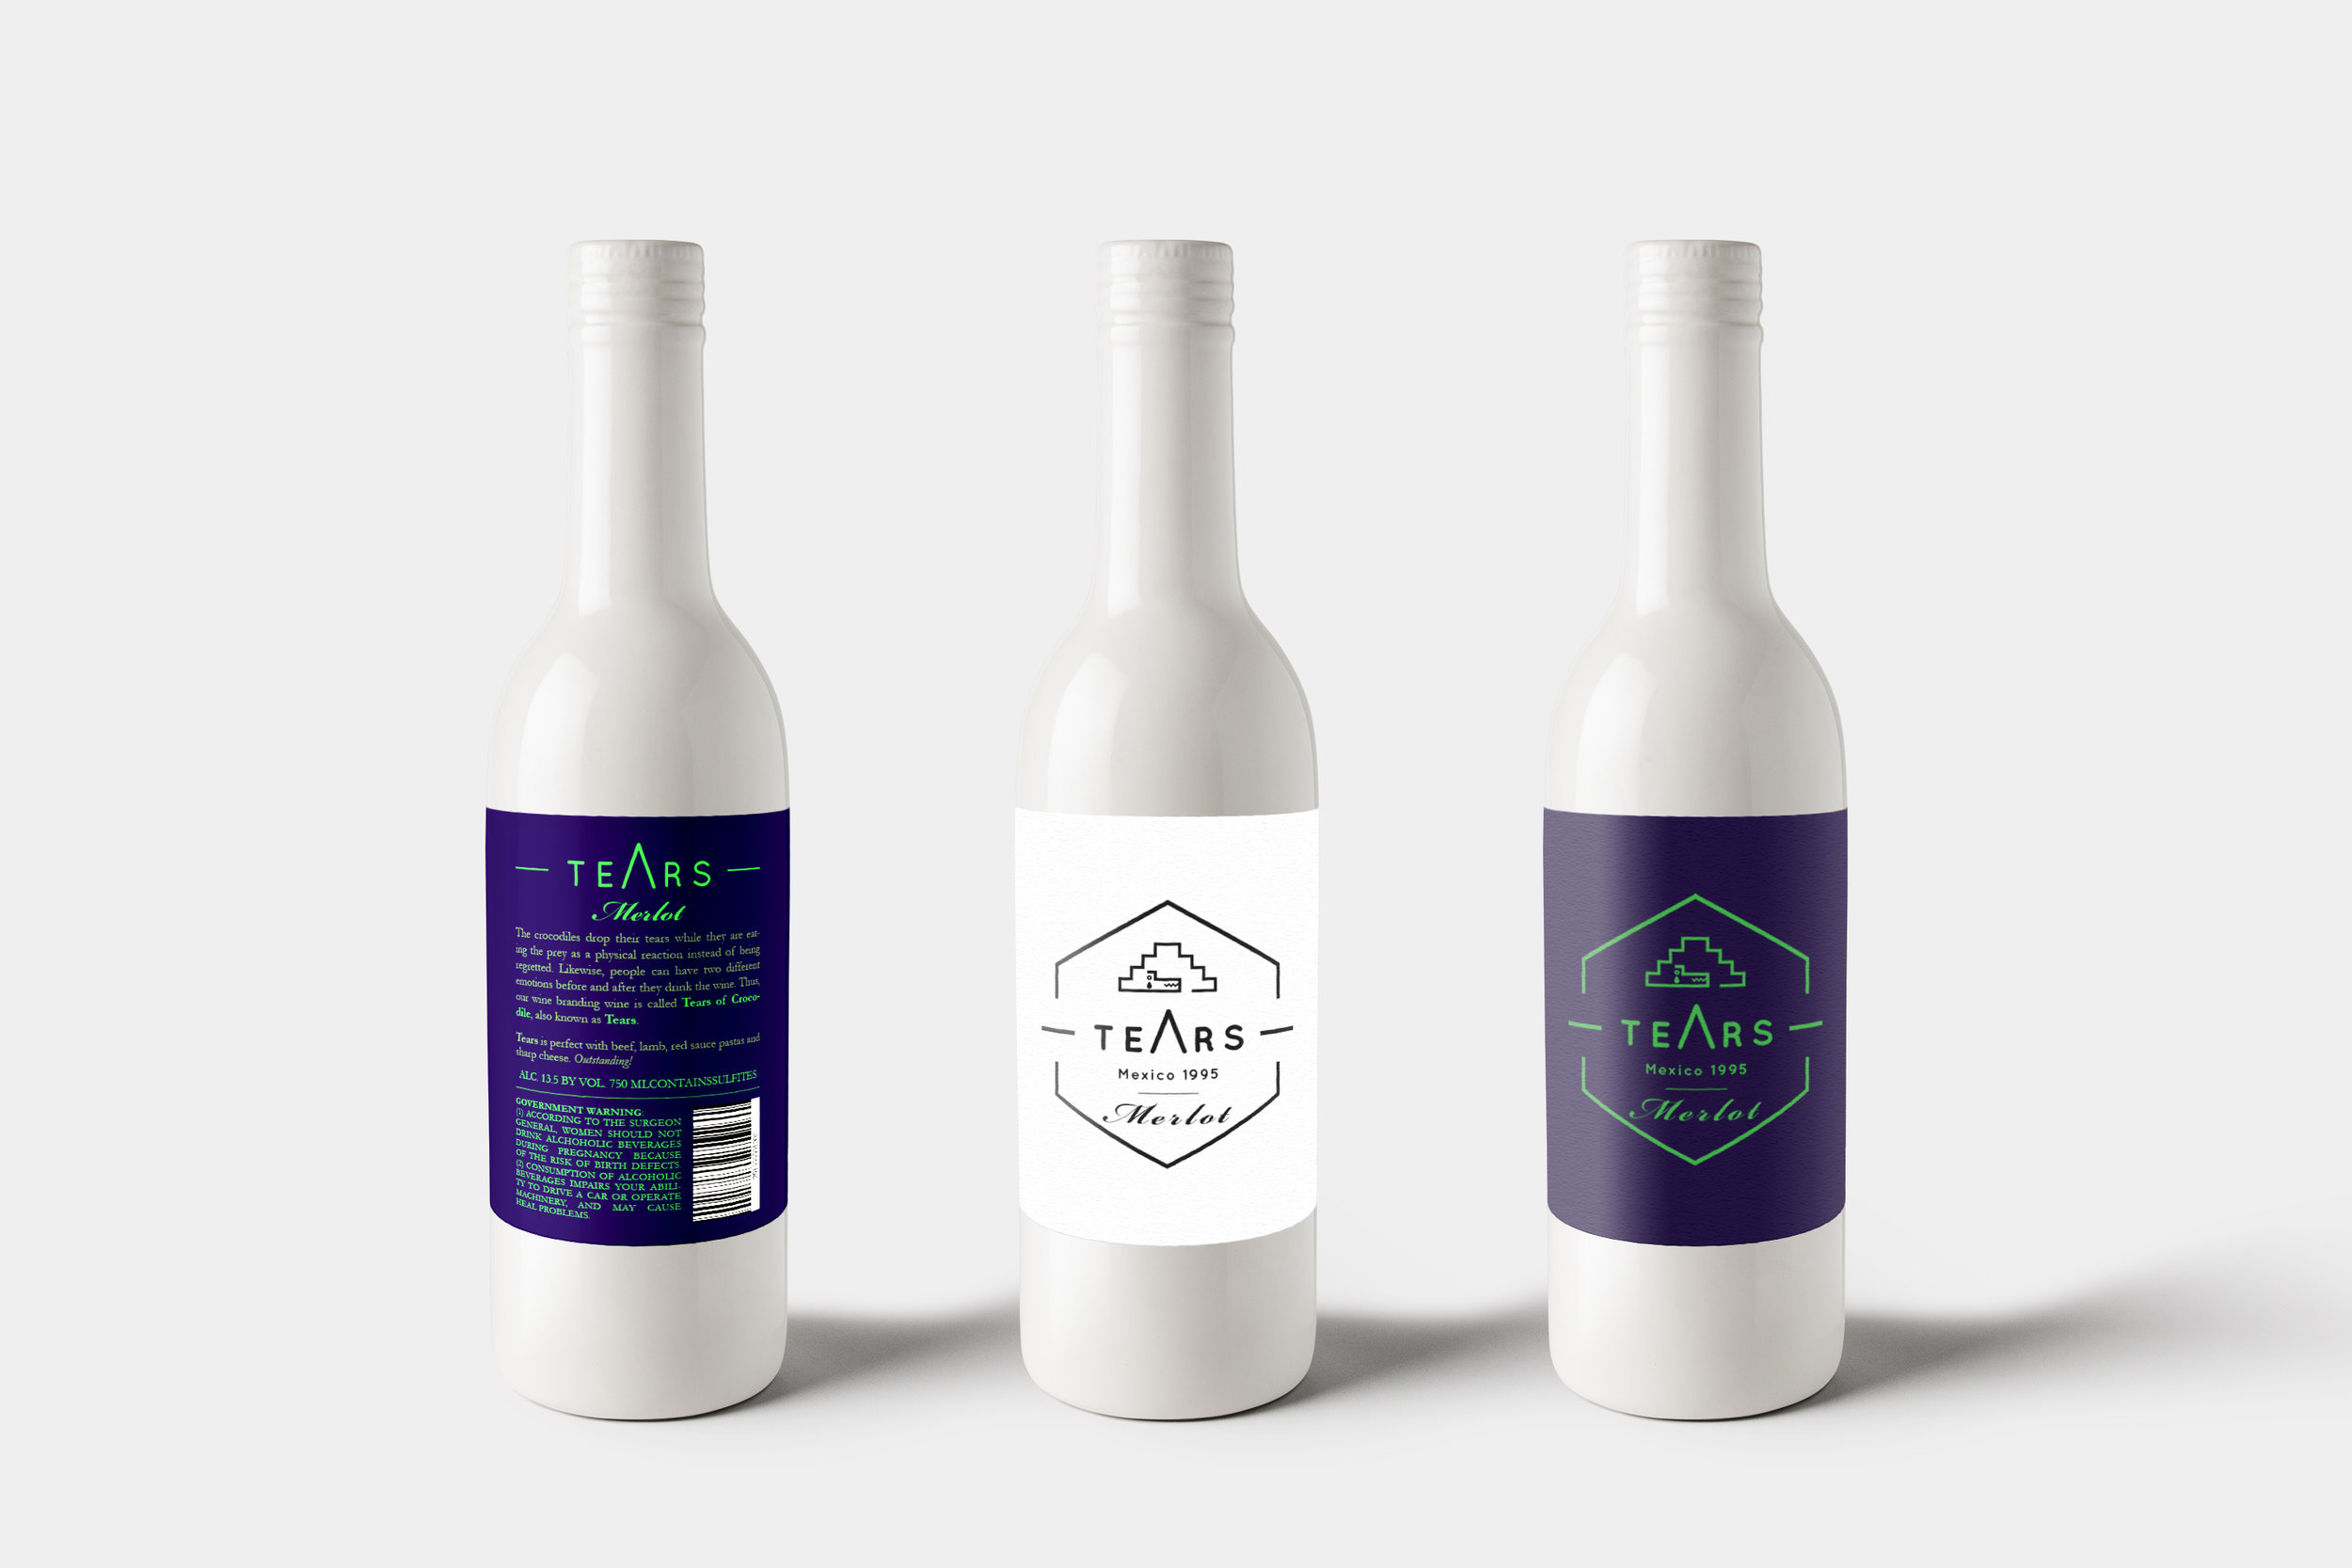 TEARS
Merlot
The crocodiles drop their tears while they are eat-
ing the prey as a physical reaction instead of being
regretted. Likewise, people can have two different
emotions before and after they drink the wine. Thus,
our wine branding wine is called Tears of Croco-
dile, also known as Tears.
Tears is perfect with beef, lamb, red sauce pastas and
sharp cheese. Outstanding!
ALC. 13.5 BY VOL. 750 MLCONTAINSSULFITES
GOVERNMENT WARNING:
(1) ACCORDING TO THE SURGEON
GENERAL, WOMEN SHOULD NOT
DRINK ALCHOHOLIC BEVERAGES
DURING PREGNANCY BECAUSE
OF THE RISK OF BIRTH DEFECTS.
(2) CONSUMPTION OF ALCOHOLIC
BEVERAGES IMPAIRS YOUR ABILI-
TY TO DRIVE A CAR OR OPERATE
MACHINERY, AND MAY CAUSE
HEAL PROBLEMS.
TEARS
Mexico 1995
Merlot
TEARS
Mexico 1995
Merlot